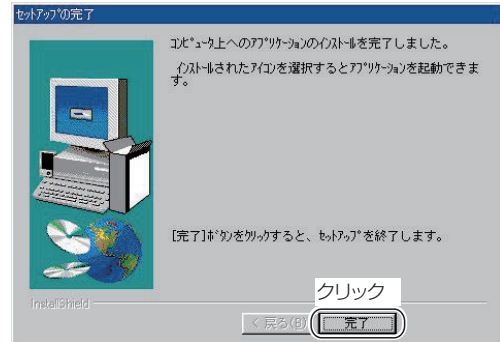 セットアップの完了
コンピュータ上へのアプリケーションのインストールを完了しました。
インストールされたアイコンを選択するとアプリケーションを起動できま
す。
[完了]ボタンをクリックすると、セットアップを終了します。
クリック
InstallShield
< 戻る(B)
完了